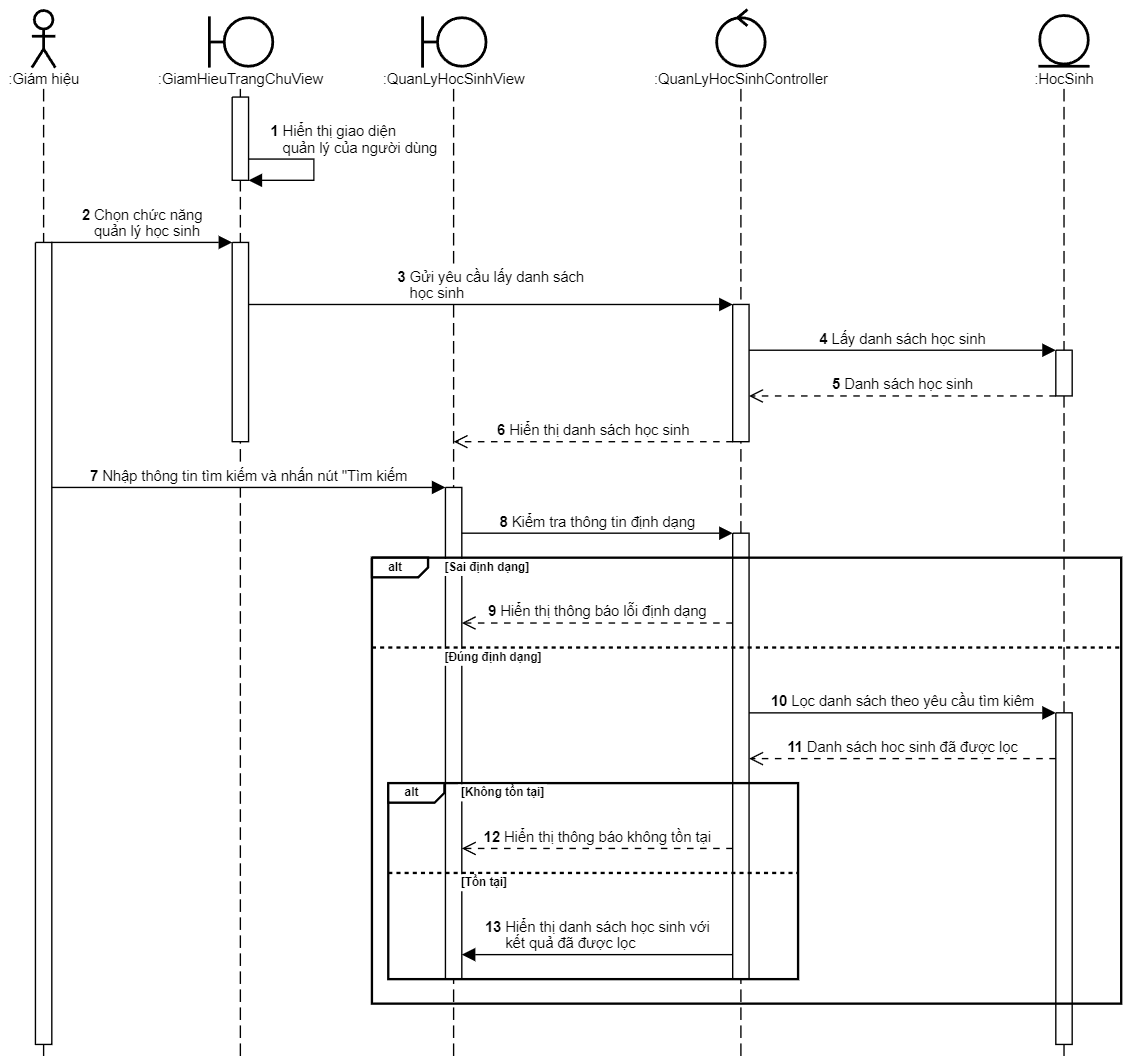 :Giám hiệu
:GiamHieuTrangChuView
:QuanLyHocSinhView
:QuanLyHocSinhController
:HocSinh
1 Hiển thị giao diện
quản lý của người dùng
2 Chọn chức năng
quản lý học sinh
3 Gửi yêu cầu lấy danh sách
học sinh
4 Lấy danh sách học sinh
5 Danh sách học sinh
6 Hiển thị danh sách học sinh
7 Nhập thông tin tìm kiếm và nhấn nút "Tìm kiếm
8 Kiểm tra thông tin định dạng
alt
[Sai định dạng]
9 Hiển thị thông báo lỗi định dạng
[Đúng định dạng]
10 Lọc danh sách theo yêu cầu tìm kiêm
11 Danh sách hoc sinh đã được lọc
alt
[Không tồn tại]
12 Hiển thị thông báo không tồn tại
[Tồn tại]
13 Hiển thị danh sách học sinh với
kết quả đã được lọc